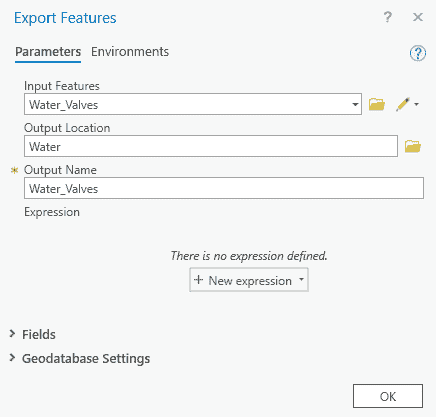 Export Features ? ×
Parameters Environments
?
Input Features
Water_Valves
Output Location
Water
* Output Name
Water_Valves
Expression
There is no expression defined.
+ New expression
> Fields
> Geodatabase Settings
OK